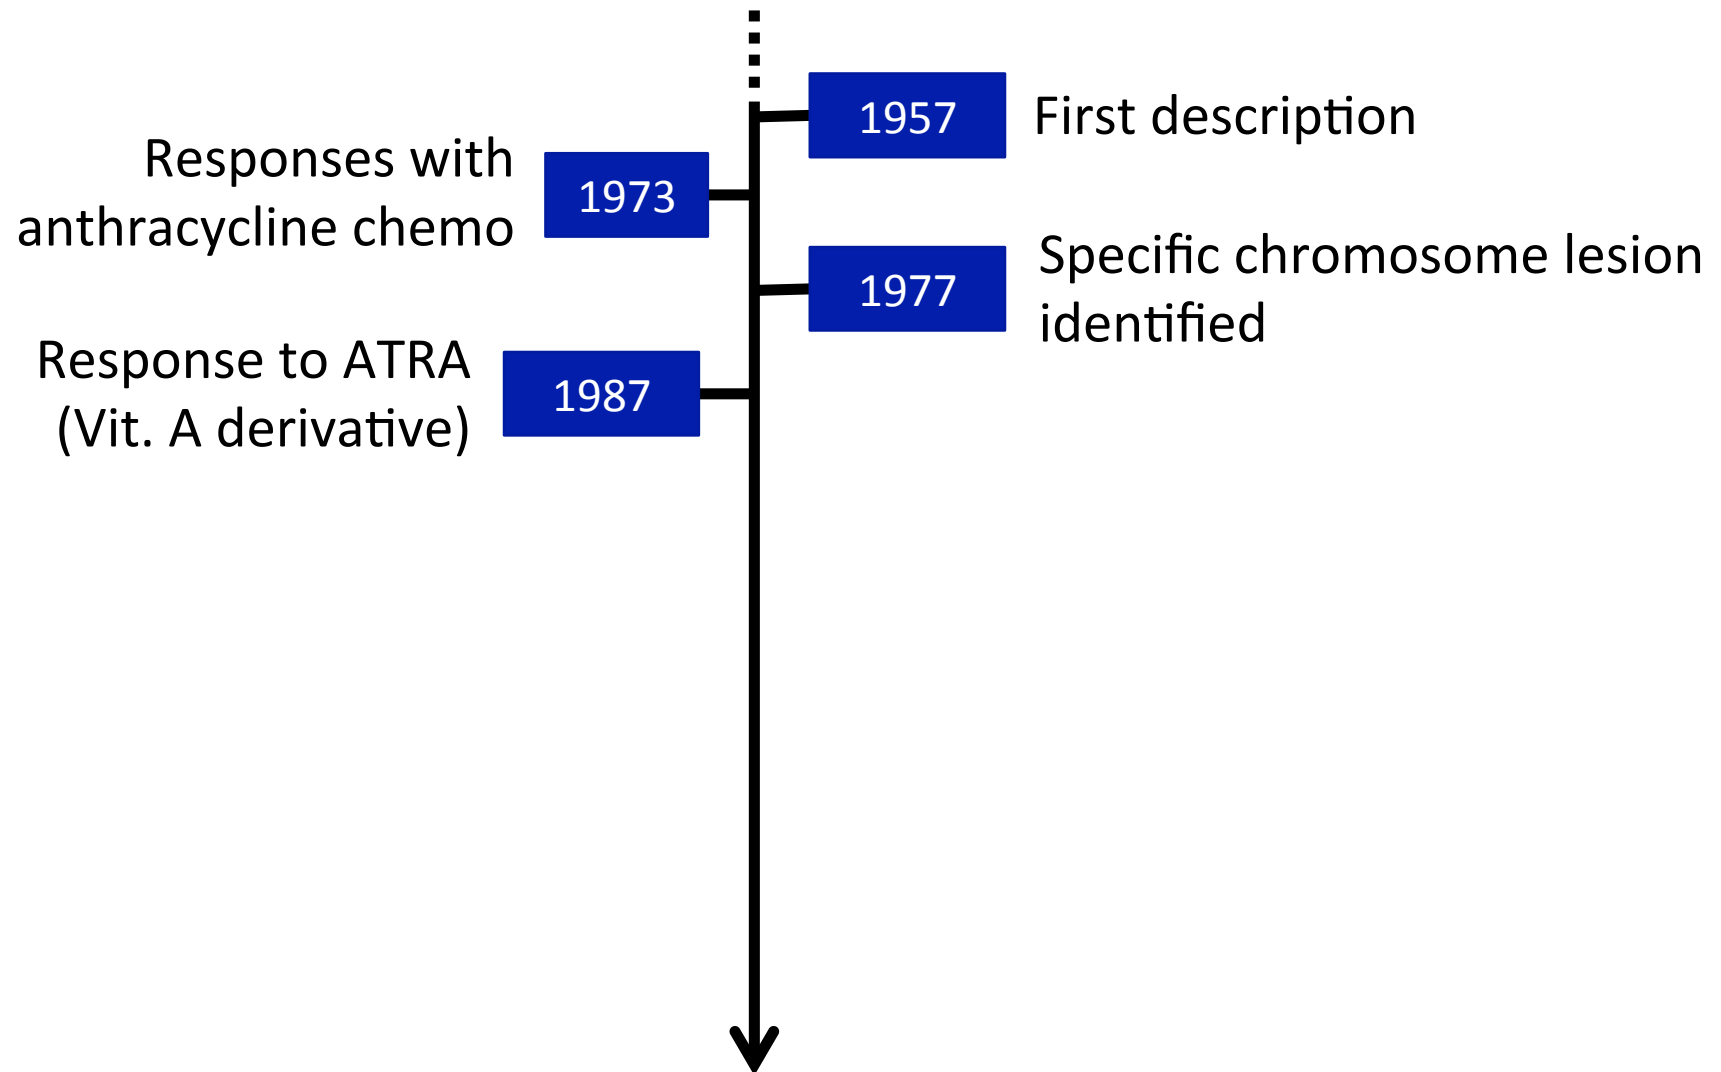 1957
First description
Responses with
anthracycline chemo
1973
1977
Specific chromosome lesion
identified
Response to ATRA
(Vit. A derivative)
1987